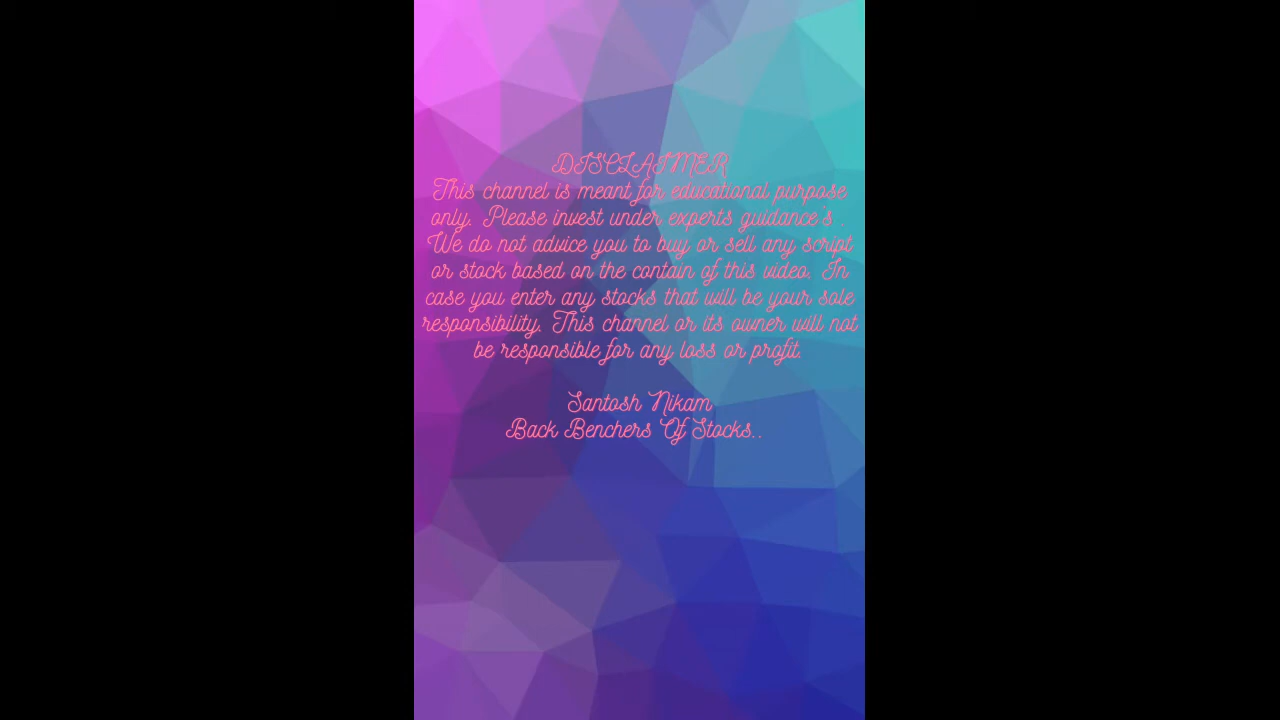 DISCLAIMER
This channel is meant for educational purpose
only. Please invest under experts guidance's ..
We do not advice you to buy or sell any script
or stock based on the contain of this video. In
case you enter any stocks that will be your sole
responsibility. This channel or its owner will not
be responsible for any loss or profit.
Santosh Nikam
Back Benchers Of Stocks..